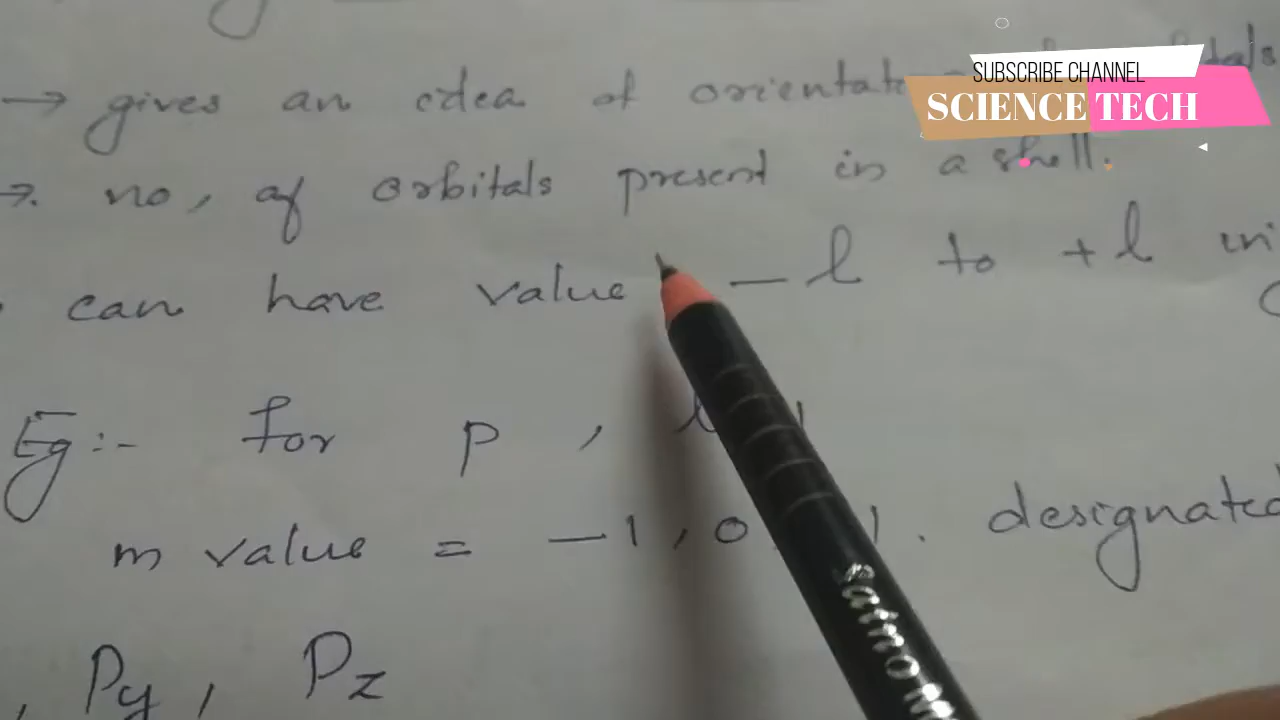 SUBSCRIBE CHANNEL
SCIENCE TECH
→ gives an idea of
→ no, of orbitals present in a shell.
can have value - l to + l
Eg:- for p ,
m value = -1, 0, 1. designated
, Py, Pz